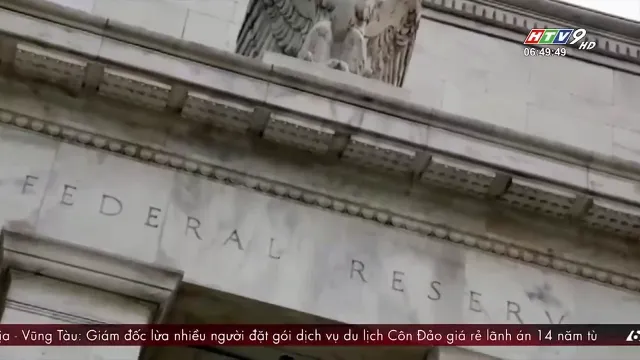 HTV9 HD
06:49:49
FEDERAL RESERV
ịa - Vũng Tàu: Giám đốc lừa nhiều người đặt gói dịch vụ du lịch Côn Đảo giá rẻ lãnh án 14 năm tù